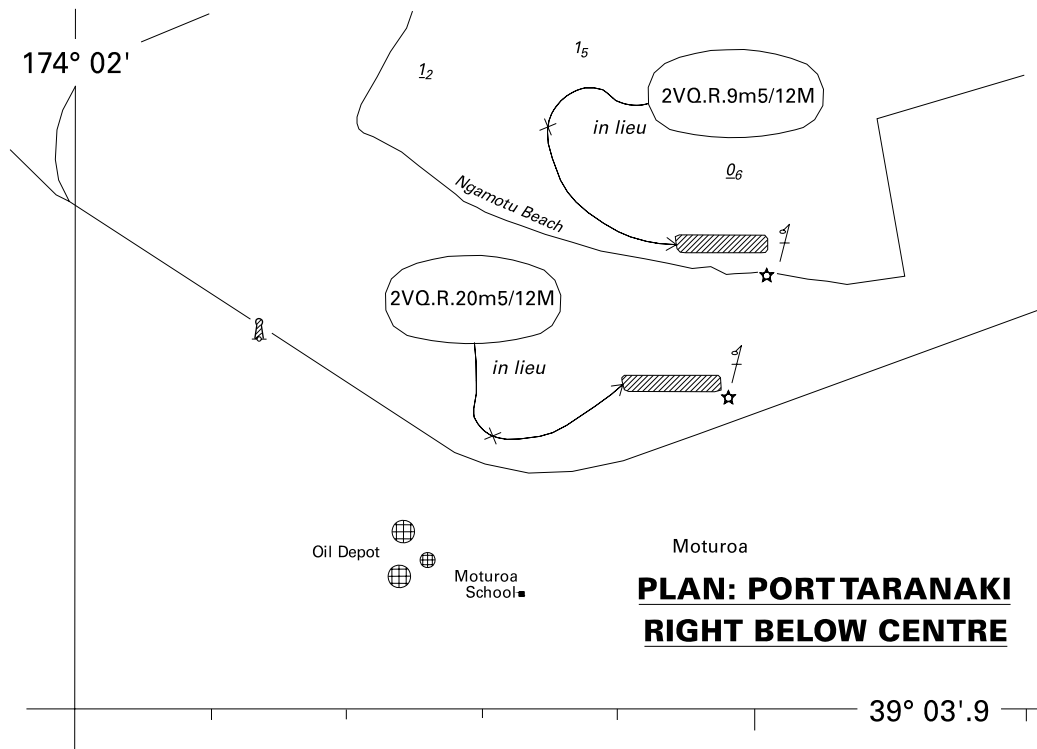 174° 02'
1₂
1₅
2VQ.R.9m5/12M
in lieu
0₆
Ngamotu Beach
2VQ.R.20m5/12M
in lieu
Oil Depot
Moturoa
School
Moturoa
PLAN: PORT TARANAKI
RIGHT BELOW CENTRE
39° 03'.9